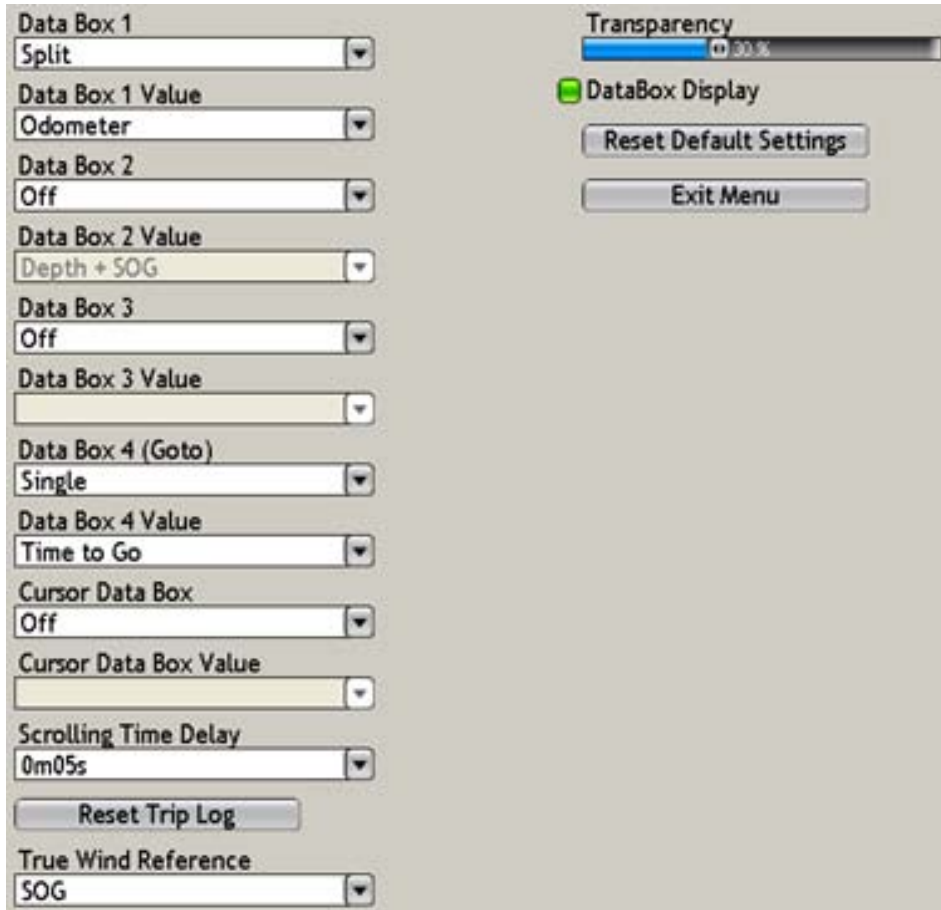 Data Box 1
Split
Data Box 1 Value
Odometer
Data Box 2
Off
Data Box 2 Value
Depth + SOG
Data Box 3
Off
Data Box 3 Value
Data Box 4 (Goto)
Single
Data Box 4 Value
Time to Go
Cursor Data Box
Off
Cursor Data Box Value
Scrolling Time Delay
0m05s
Reset Trip Log
True Wind Reference
SOG
Transparency
30 %
DataBox Display
Reset Default Settings
Exit Menu